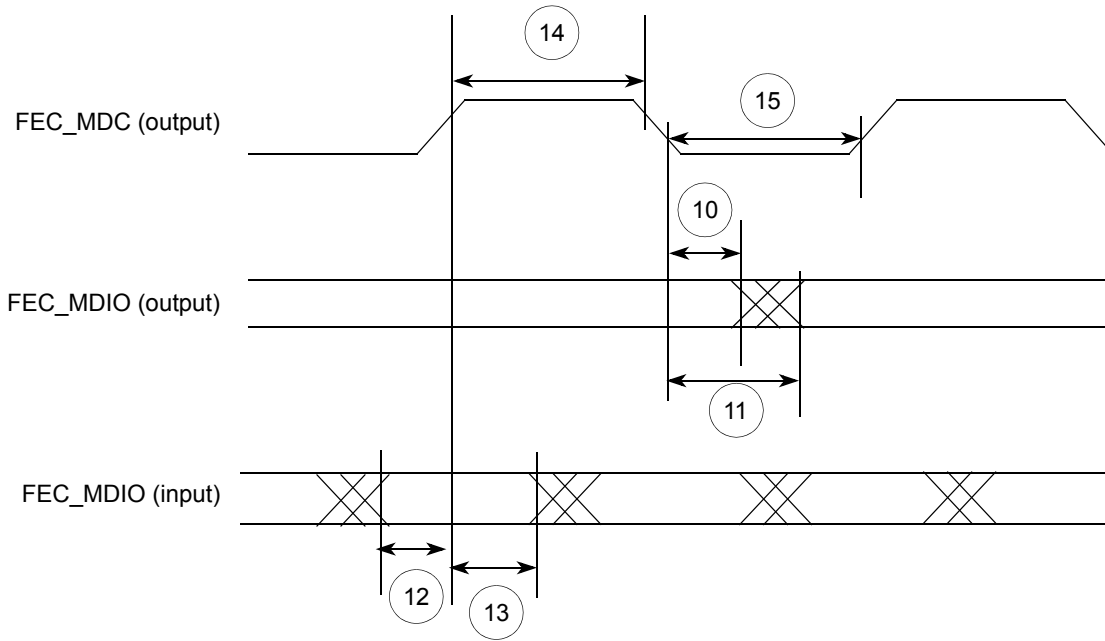 14
FEC_MDC (output)
15
10
FEC_MDIO (output)
11
FEC_MDIO (input)
12
13